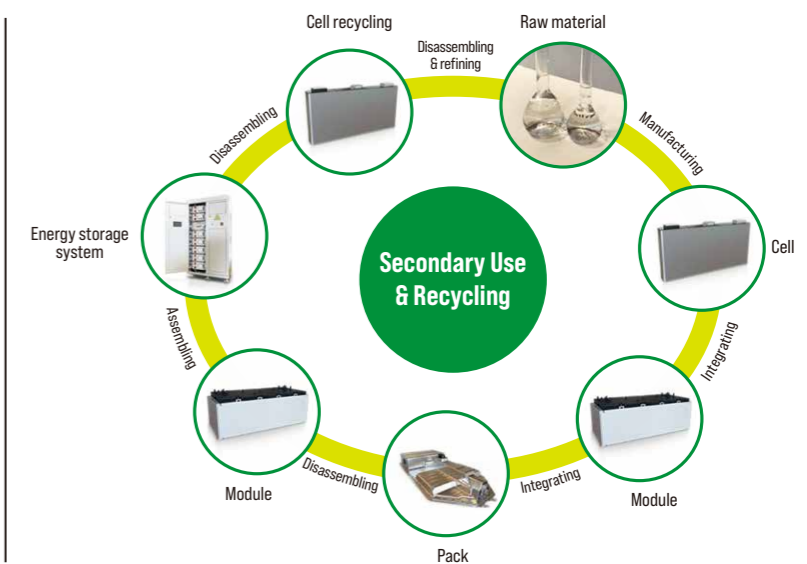 Cell recycling
Disassembling
& refining
Raw material
Manufacturing
Cell
Integrating
Module
Integrating
Pack
Disassembling
Module
Assembling
Energy storage
system
Disassembling
Secondary Use
& Recycling